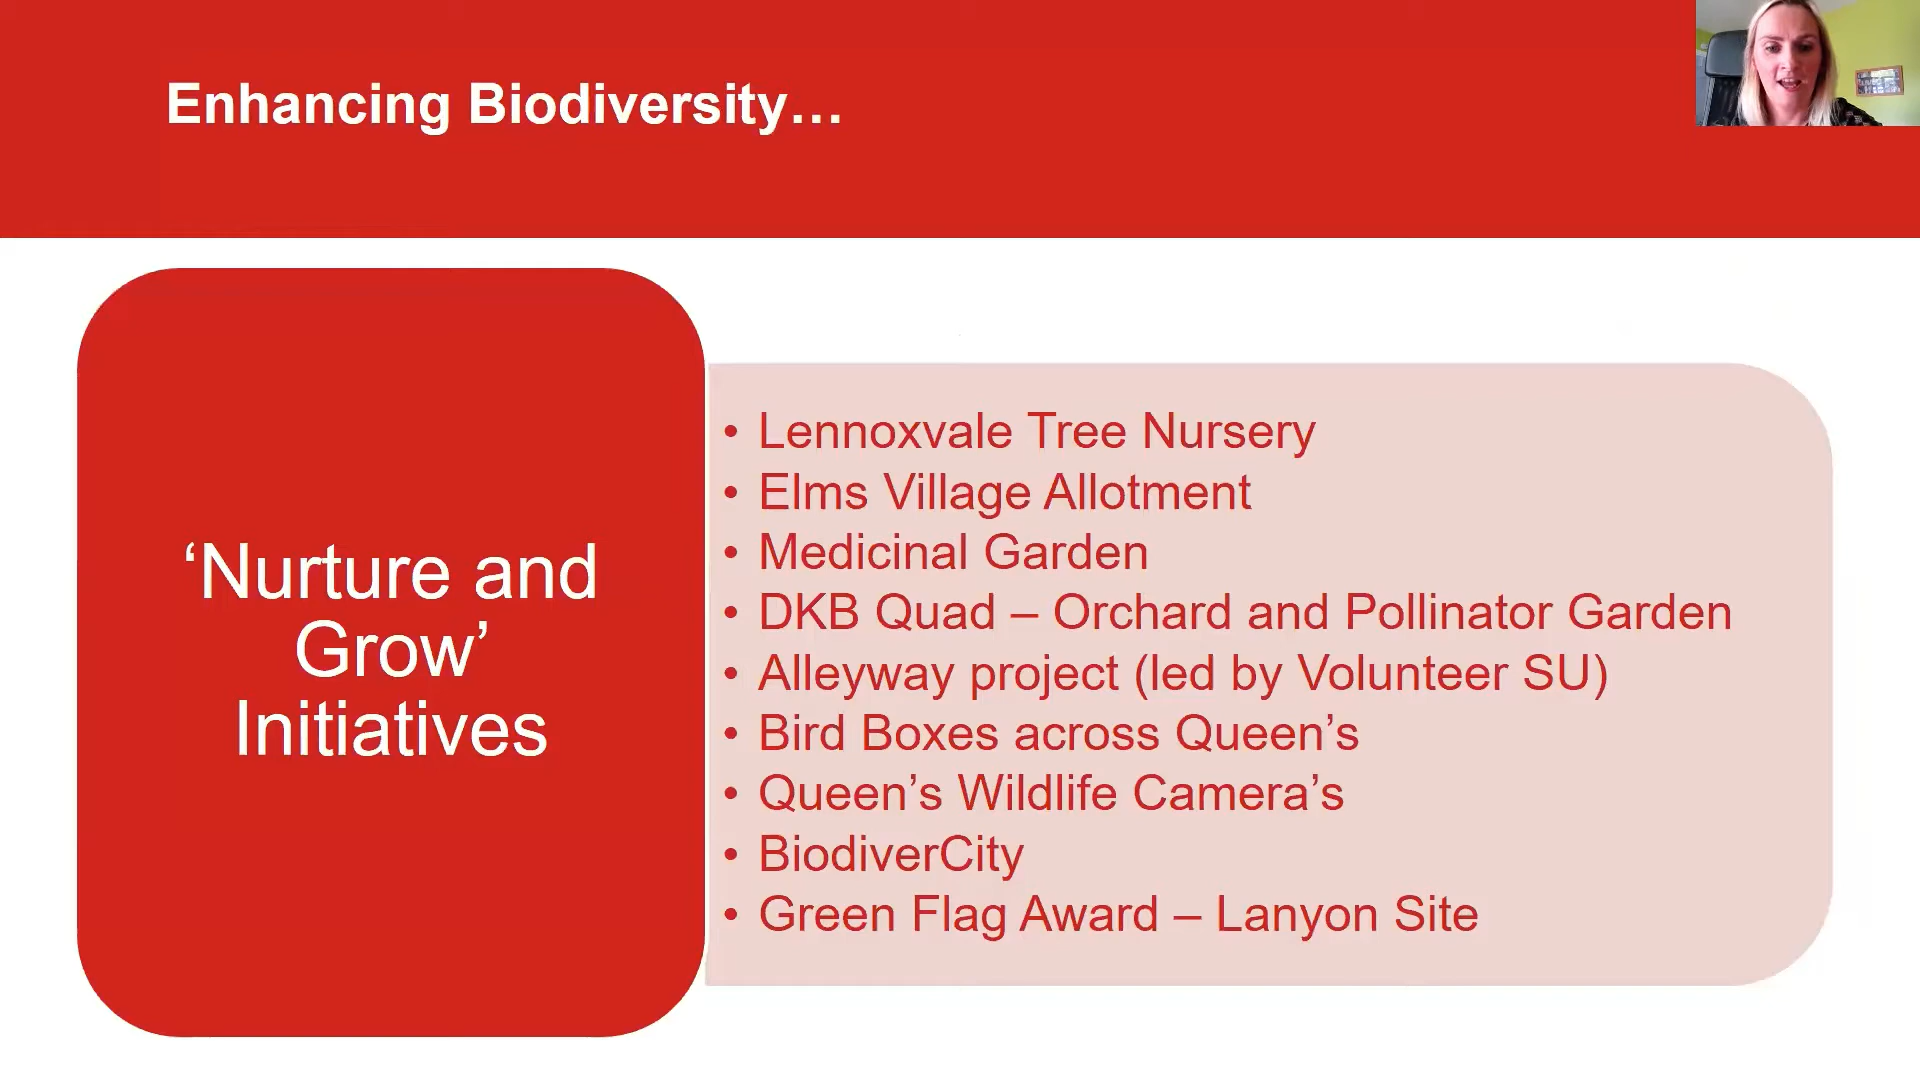 Enhancing Biodiversity…
‘Nurture and
Grow’
Initiatives
• Lennoxvale Tree Nursery
• Elms Village Allotment
• Medicinal Garden
• DKB Quad – Orchard and Pollinator Garden
• Alleyway project (led by Volunteer SU)
• Bird Boxes across Queen’s
• Queen’s Wildlife Camera’s
• BiodiverCity
• Green Flag Award – Lanyon Site